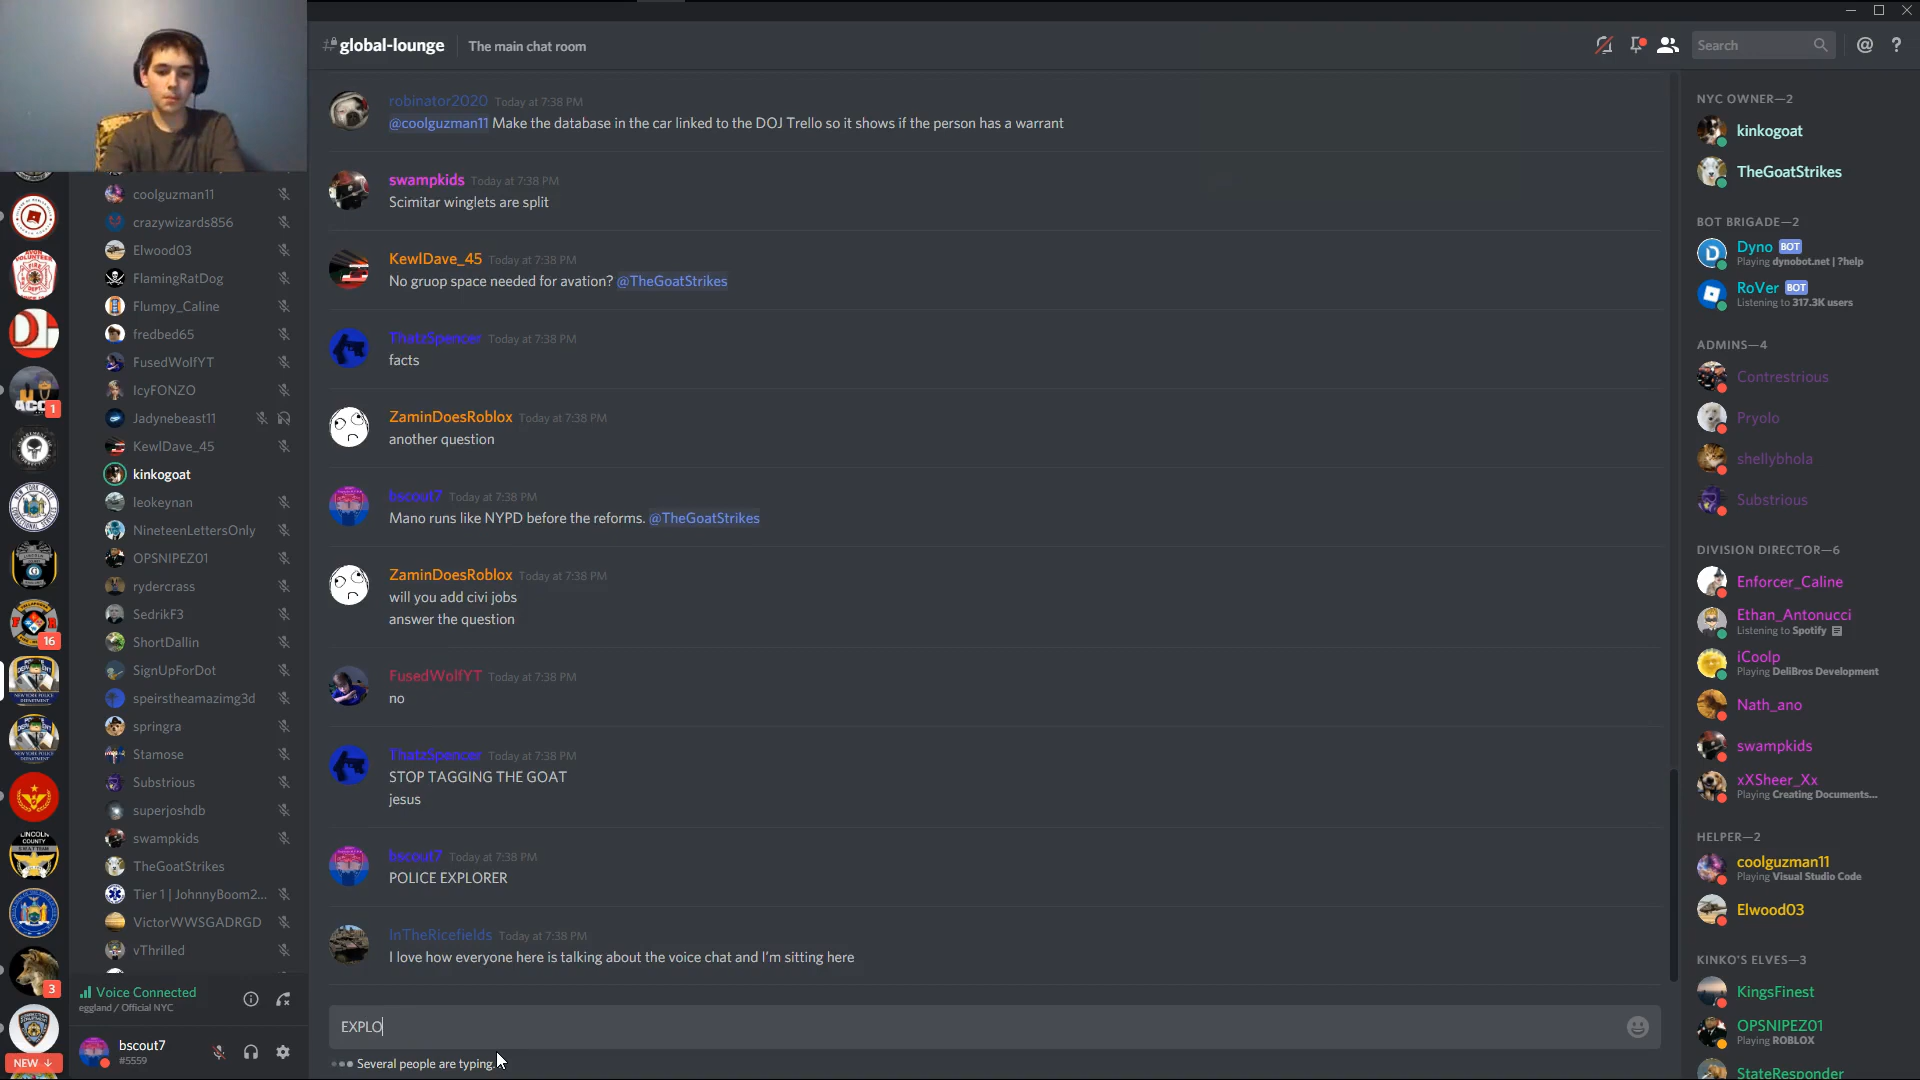 #global-lounge
The main chat room
Search
@
?
robinator2020 Today at 7:38 PM
@coolguzman11 Make the database in the car linked to the DOJ Trello so it shows if the person has a warrant
swampkids Today at 7:38 PM
Scimitar winglets are split
KewlDave_45 Today at 7:38 PM
No gruop space needed for avation? @TheGoatStrikes
ThatzSpencer Today at 7:38 PM
facts
ZaminDoesRoblox Today at 7:38 PM
another question
bscout7 Today at 7:38 PM
Mano runs like NYPD before the reforms. @TheGoatStrikes
ZaminDoesRoblox Today at 7:38 PM
will you add civi jobs
answer the question
FusedWolfYT Today at 7:38 PM
no
ThatzSpencer Today at 7:38 PM
STOP TAGGING THE GOAT
jesus
bscout7 Today at 7:38 PM
POLICE EXPLORER
InTheRicefields Today at 7:38 PM
I love how everyone here is talking about the voice chat and I'm sitting here
EXPLO
Several people are typing.
coolguzman11
crazywizards856
Elwood03
FlamingRatDog
Flumpy_Caline
fredbed65
FusedWolfYT
IcyFONZO
Jadynebeast11
KewlDave_45
kinkogoat
leokeynan
NineteenLettersOnly
OPSNIPEZ01
rydercrass
SedrikF3
ShortDallin
SignUpForDot
speirstheamazimg3d
springra
Stamose
Substrious
superjoshdb
swampkids
TheGoatStrikes
Tier 1 | JohnnyBoom2...
VictorWWSGADRGD
vThrilled
Voice Connected
eggland / Official NYC
bscout7
#5559
1
16
3
NEW ↓
LINCOLN
COUNTY
S.W.A.T TEAM
NYC OWNER—2
kinkogoat
TheGoatStrikes
BOT BRIGADE—2
Dyno BOT
Playing dynobot.net | ?help
RoVer BOT
Listening to 317.3K users
ADMINS—4
Contrestrious
Pryolo
shellybhola
Substrious
DIVISION DIRECTOR—6
Enforcer_Caline
Ethan_Antonucci
Listening to Spotify
iCoolp
Playing DeliBros Development
Nath_ano
swampkids
xXSheer_Xx
Playing Creating Documents...
HELPER—2
coolguzman11
Playing Visual Studio Code
Elwood03
KINKO'S ELVES—3
KingsFinest
OPSNIPEZ01
Playing ROBLOX
StateResponder